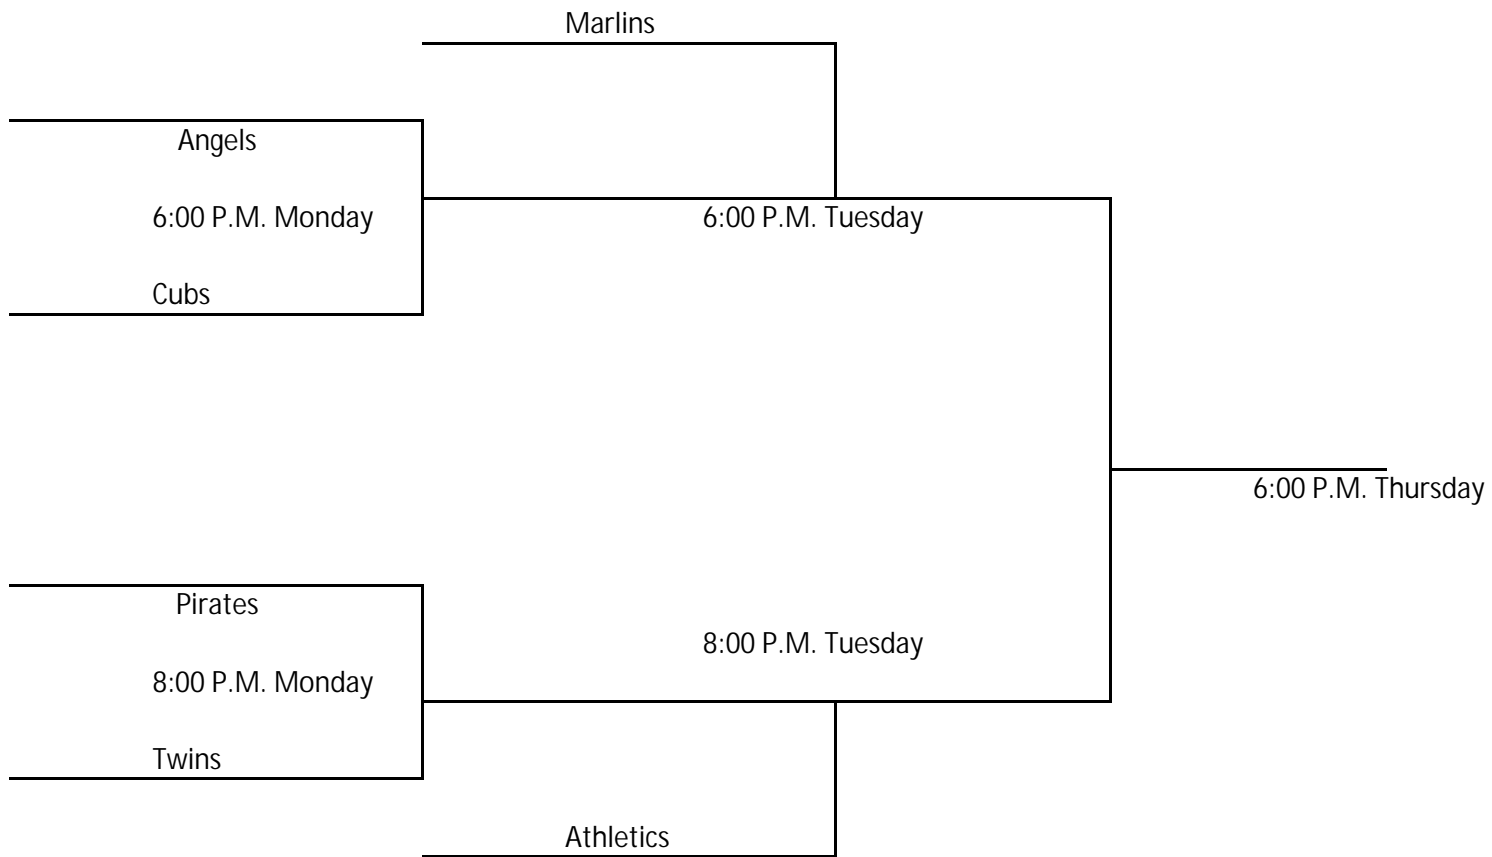 Marlins
Angels
6:00 P.M. Monday
6:00 P.M. Tuesday
Cubs
6:00 P.M. Thursday
Pirates
8:00 P.M. Tuesday
8:00 P.M. Monday
Twins
Athletics